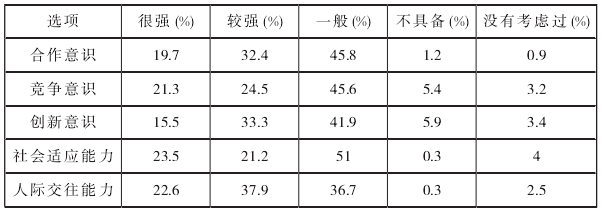 选项 很强(%) 较强(%) 一般(%) 不具备(%) 没有考虑过(%)
合作意识 19.7 32.4 45.8 1.2 0.9
竞争意识 21.3 24.5 45.6 5.4 3.2
创新意识 15.5 33.3 41.9 5.9 3.4
社会适应能力 23.5 21.2 51 0.3 4
人际交往能力 22.6 37.9 36.7 0.3 2.5